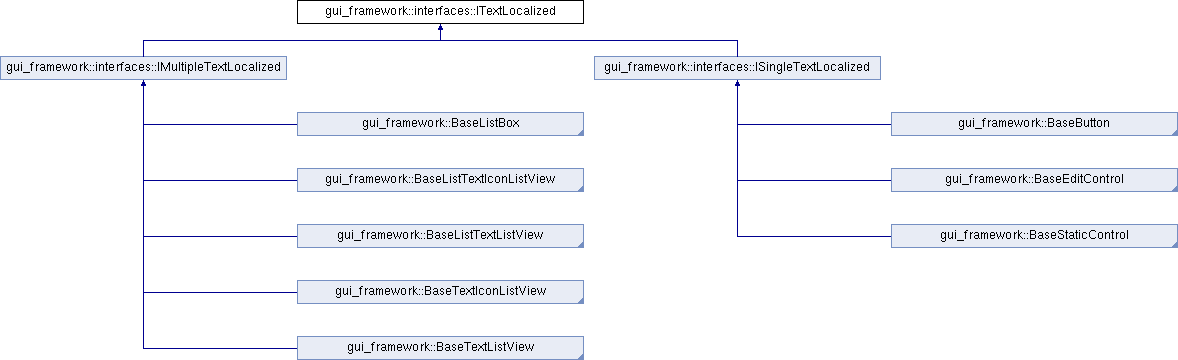 gui_framework::interfaces::ITextLocalized
gui_framework::interfaces::IMultipleTextLocalized
gui_framework::interfaces::ISingleTextLocalized
gui_framework::BaseListBox
gui_framework::BaseButton
gui_framework::BaseListTextIconListView
gui_framework::BaseEditControl
gui_framework::BaseListTextListView
gui_framework::BaseStaticControl
gui_framework::BaseTextIconListView
gui_framework::BaseTextListView